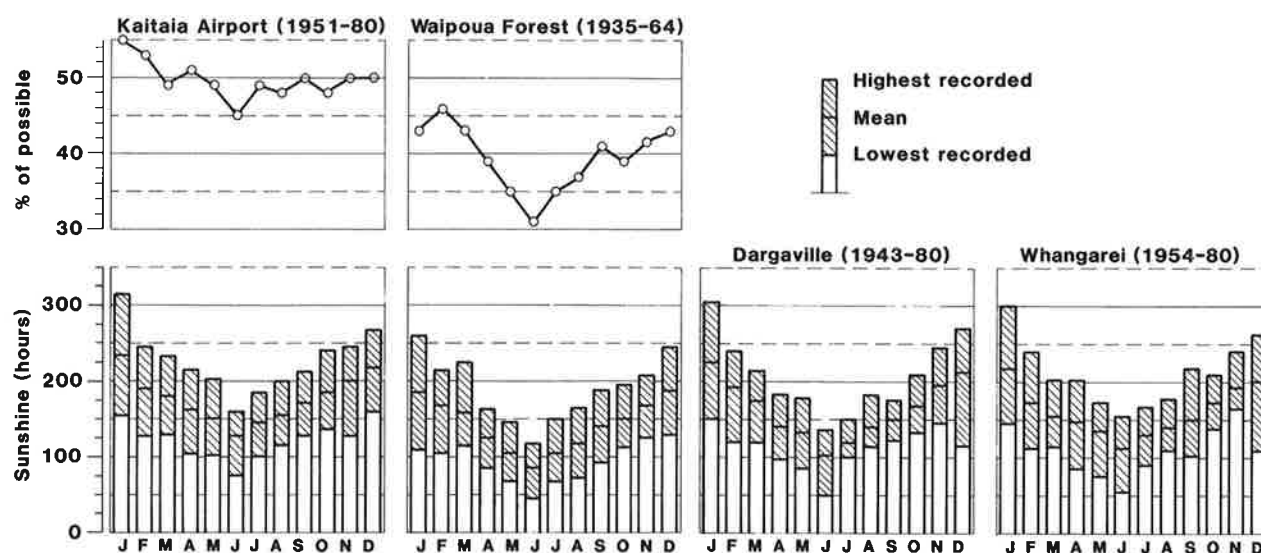 Kaitaia Airport (1951-80)
Waipoua Forest (1935-64)
% of possible
50
40
30
Highest recorded
Mean
Lowest recorded
Dargaville (1943-80)
Whangarei (1954-80)
Sunshine (hours)
300
200
100
0
J F M A M J J A S O N D
J F M A M J J A S O N D
J F M A M J J A S O N D
J F M A M J J A S O N D